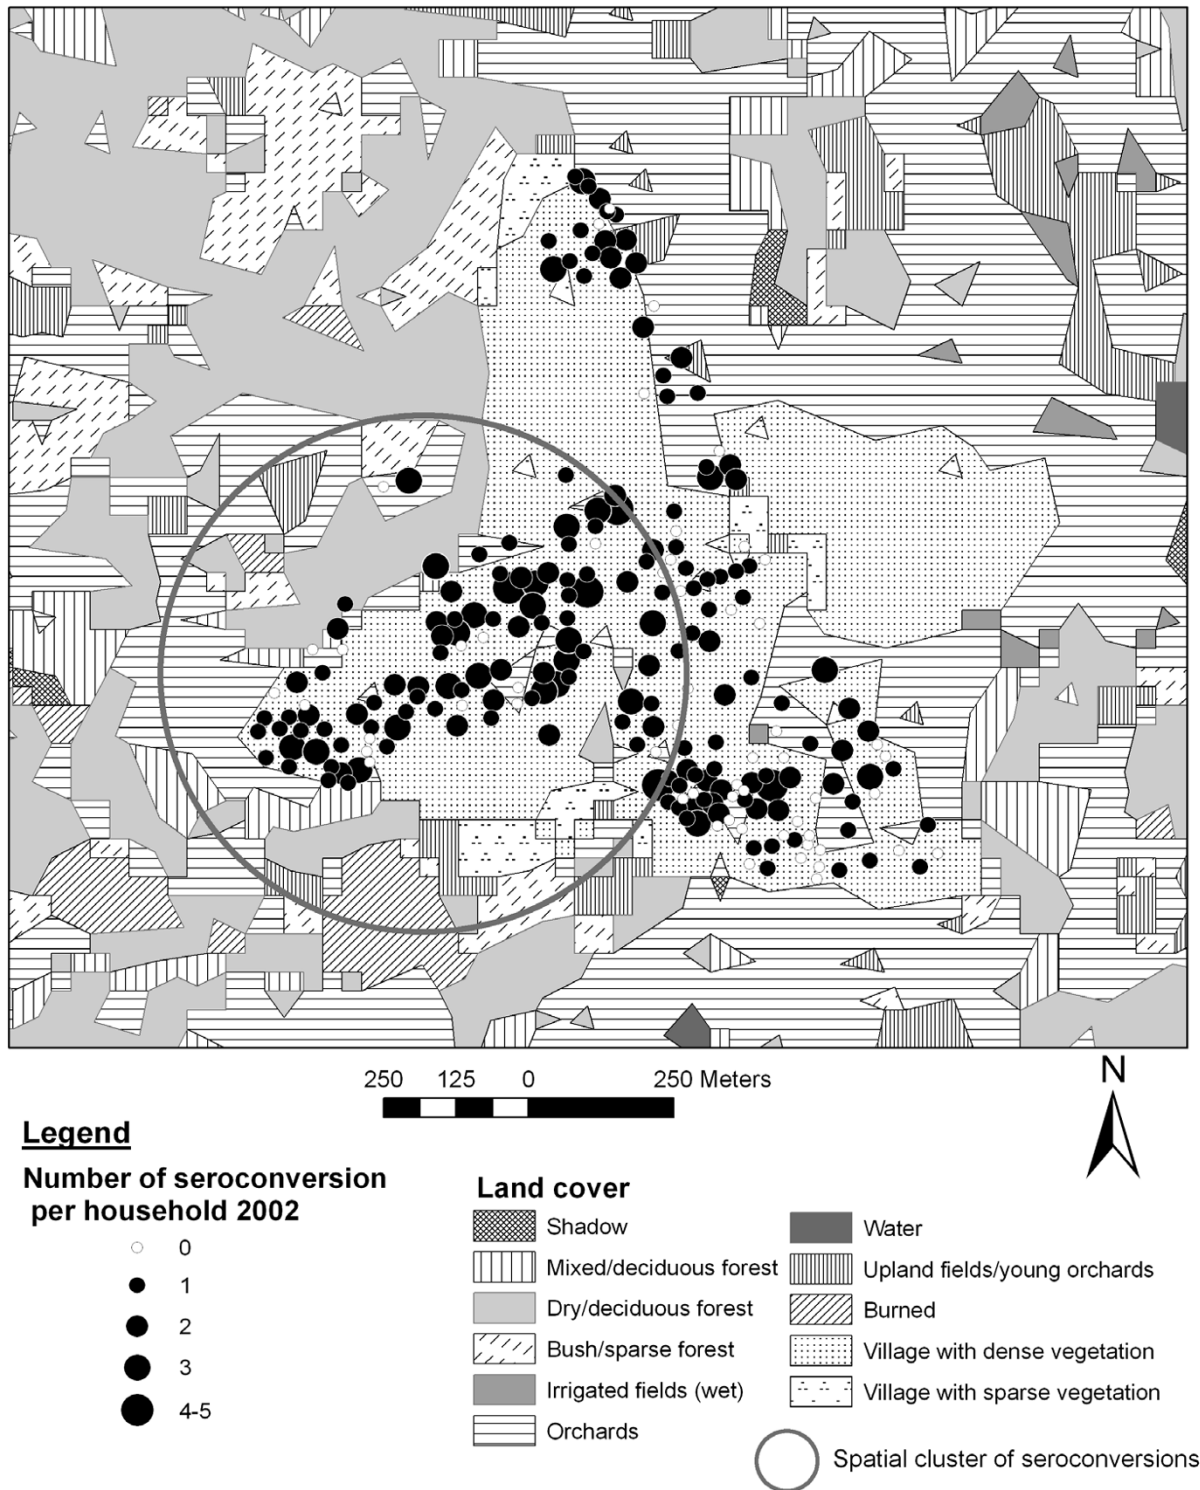 250 125 0 250 Meters
N
Legend
Number of seroconversion
per household 2002
0
1
2
3
4-5
Land cover
Shadow
Mixed/deciduous forest
Dry/deciduous forest
Bush/sparse forest
Irrigated fields (wet)
Orchards
Water
Upland fields/young orchards
Burned
Village with dense vegetation
Village with sparse vegetation
Spatial cluster of seroconversions